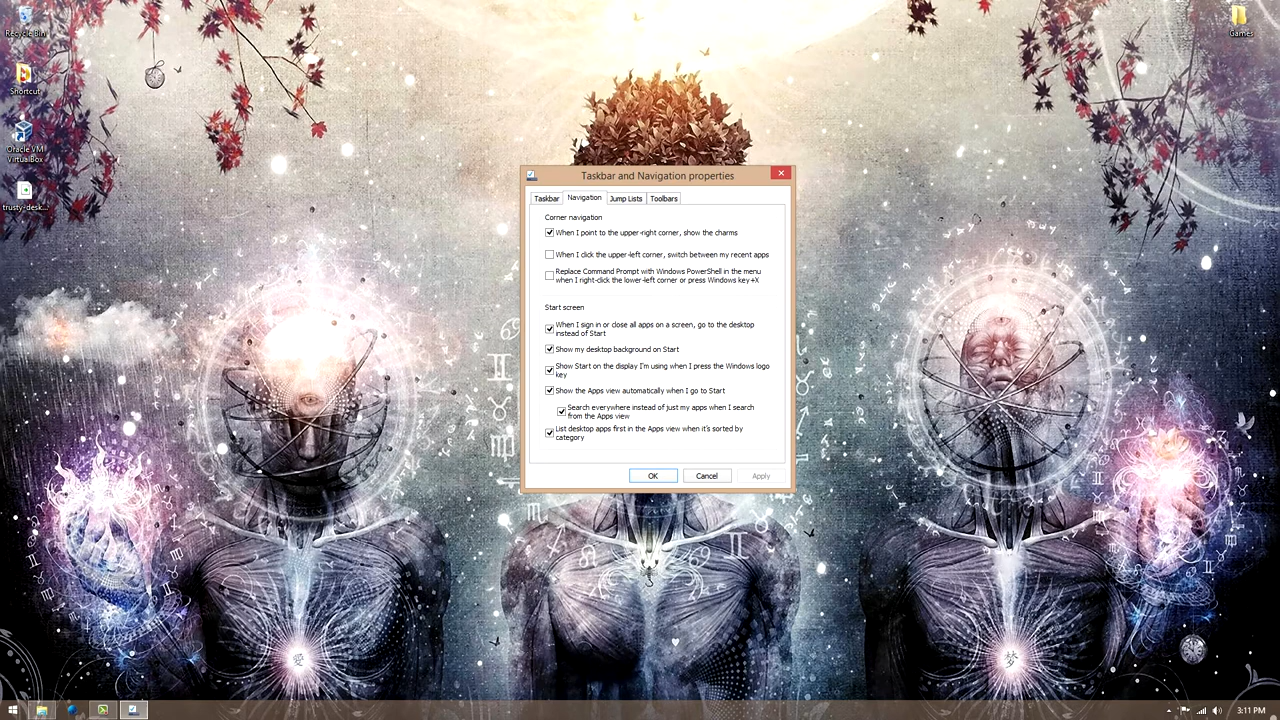 Recycle Bin
Shortcut
Oracle VM
VirtualBox
trusty-desk...
Games
Taskbar and Navigation properties
Taskbar
Navigation
Jump Lists
Toolbars
Corner navigation
When I point to the upper-right corner, show the charms
When I click the upper-left corner, switch between my recent apps
Replace Command Prompt with Windows PowerShell in the menu
when I right-click the lower-left corner or press Windows key+X
Start screen
When I sign in or close all apps on a screen, go to the desktop
instead of Start
Show my desktop background on Start
Show Start on the display I'm using when I press the Windows logo
key
Show the Apps view automatically when I go to Start
Search everywhere instead of just my apps when I search
from the Apps view
List desktop apps first in the Apps view when it's sorted by
category
OK
Cancel
Apply
愛
梦
3:11 PM